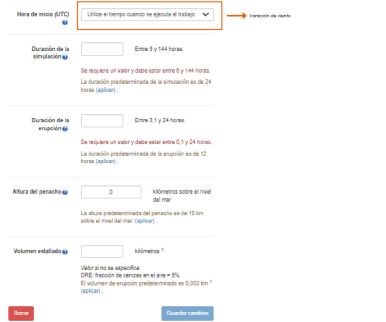 Hora de inicio (UTC)
Utilice el tiempo cuando se ejecuta el trabajo.
Variación de viento
Duración de la
simulación
Entre 6 y 144 horas.
Se requiere un valor y debe estar entre 6 y 144 horas.
La duración predeterminada de la simulación es de 24
horas (aplicar).
Duración de la
erupción
Entre 0,1 y 24 horas.
Se requiere un valor y debe estar entre 0,1 y 24 horas.
La duración predeterminada de la erupción es de 12
horas (aplicar).
Altura del penacho
0
kilómetros sobre el nivel
del mar
La altura predeterminada del penacho es de 10 km
sobre el nivel del mar (aplicar).
Volumen estallado
kilómetros ³
Valor si no se especifica:
DRE: fracción de cenizas en el aire = 5%
El volumen de erupción predeterminado es 0,003 km ³
(aplicar).
Borrar
Guardar cambios